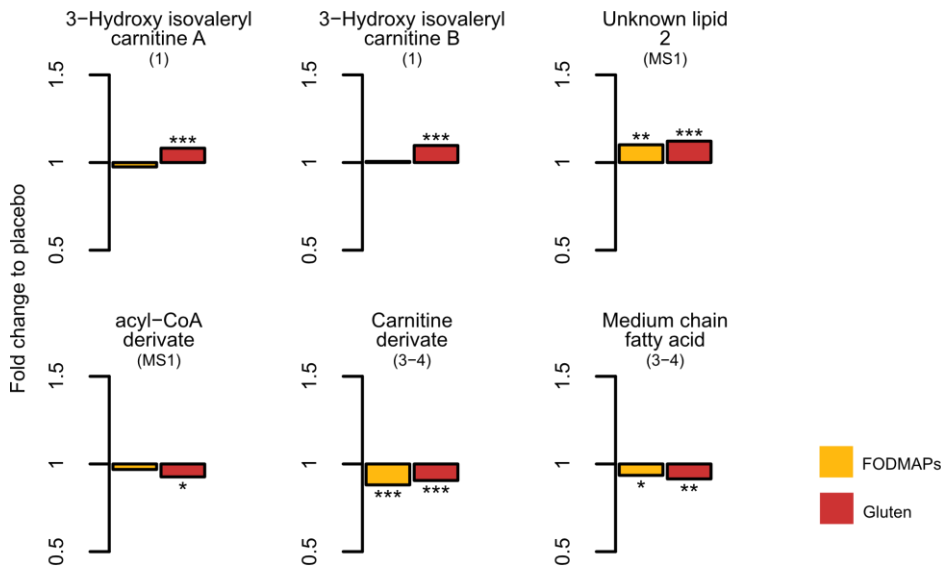 3−Hydroxy isovaleryl
carnitine A
(1)
3−Hydroxy isovaleryl
carnitine B
(1)
Unknown lipid
2
(MS1)
1.5
1
0.5
***
1.5
1
0.5
***
1.5
1
0.5
**
***
Fold change to placebo
acyl−CoA
derivate
(MS1)
Carnitine
derivate
(3−4)
Medium chain
fatty acid
(3−4)
1.5
1
0.5
*
1.5
1
0.5
***
***
1.5
1
0.5
*
**
FODMAPs
Gluten